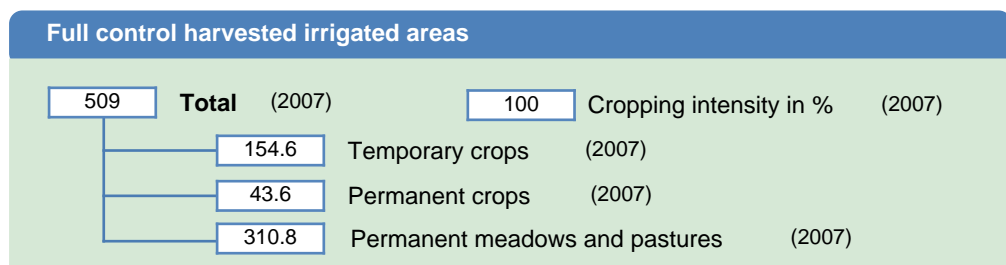 Full control harvested irrigated areas
509 Total (2007) 100 Cropping intensity in % (2007)
154.6 Temporary crops (2007)
43.6 Permanent crops (2007)
310.8 Permanent meadows and pastures (2007)